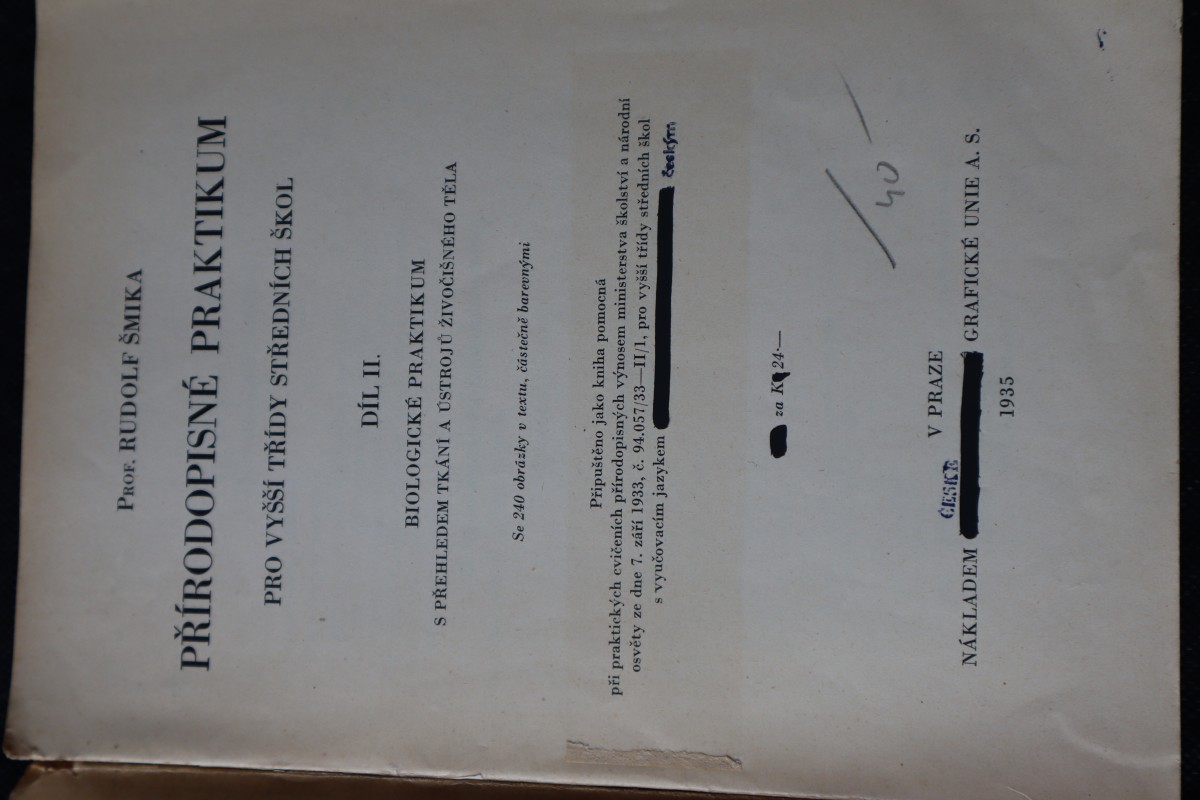 PROF. RUDOLF ŠMIKA
PŘÍRODOPISNÉ PRAKTIKUM
PRO VYŠŠÍ TŘÍDY STŘEDNÍCH ŠKOL
DÍL II.
BIOLOGICKÉ PRAKTIKUM
S PŘEHLEDEM TKÁNÍ A ÚSTROJŮ ŽIVOČIŠNÉHO TĚLA
Se 240 obrázky v textu, částečně barevnými
Připuštěno jako kniha pomocná
při praktických cvičeních přírodopisných výnosem ministerstva školství a národní
osvěty ze dne 7. září 1933, č. 94.057/33—II/1, pro vyšší třídy středních škol
s vyučovacím jazykem českým
za K 24·—
40
V PRAZE
ČESKÉ
NÁKLADEM GRAFICKÉ UNIE A. S.
1935